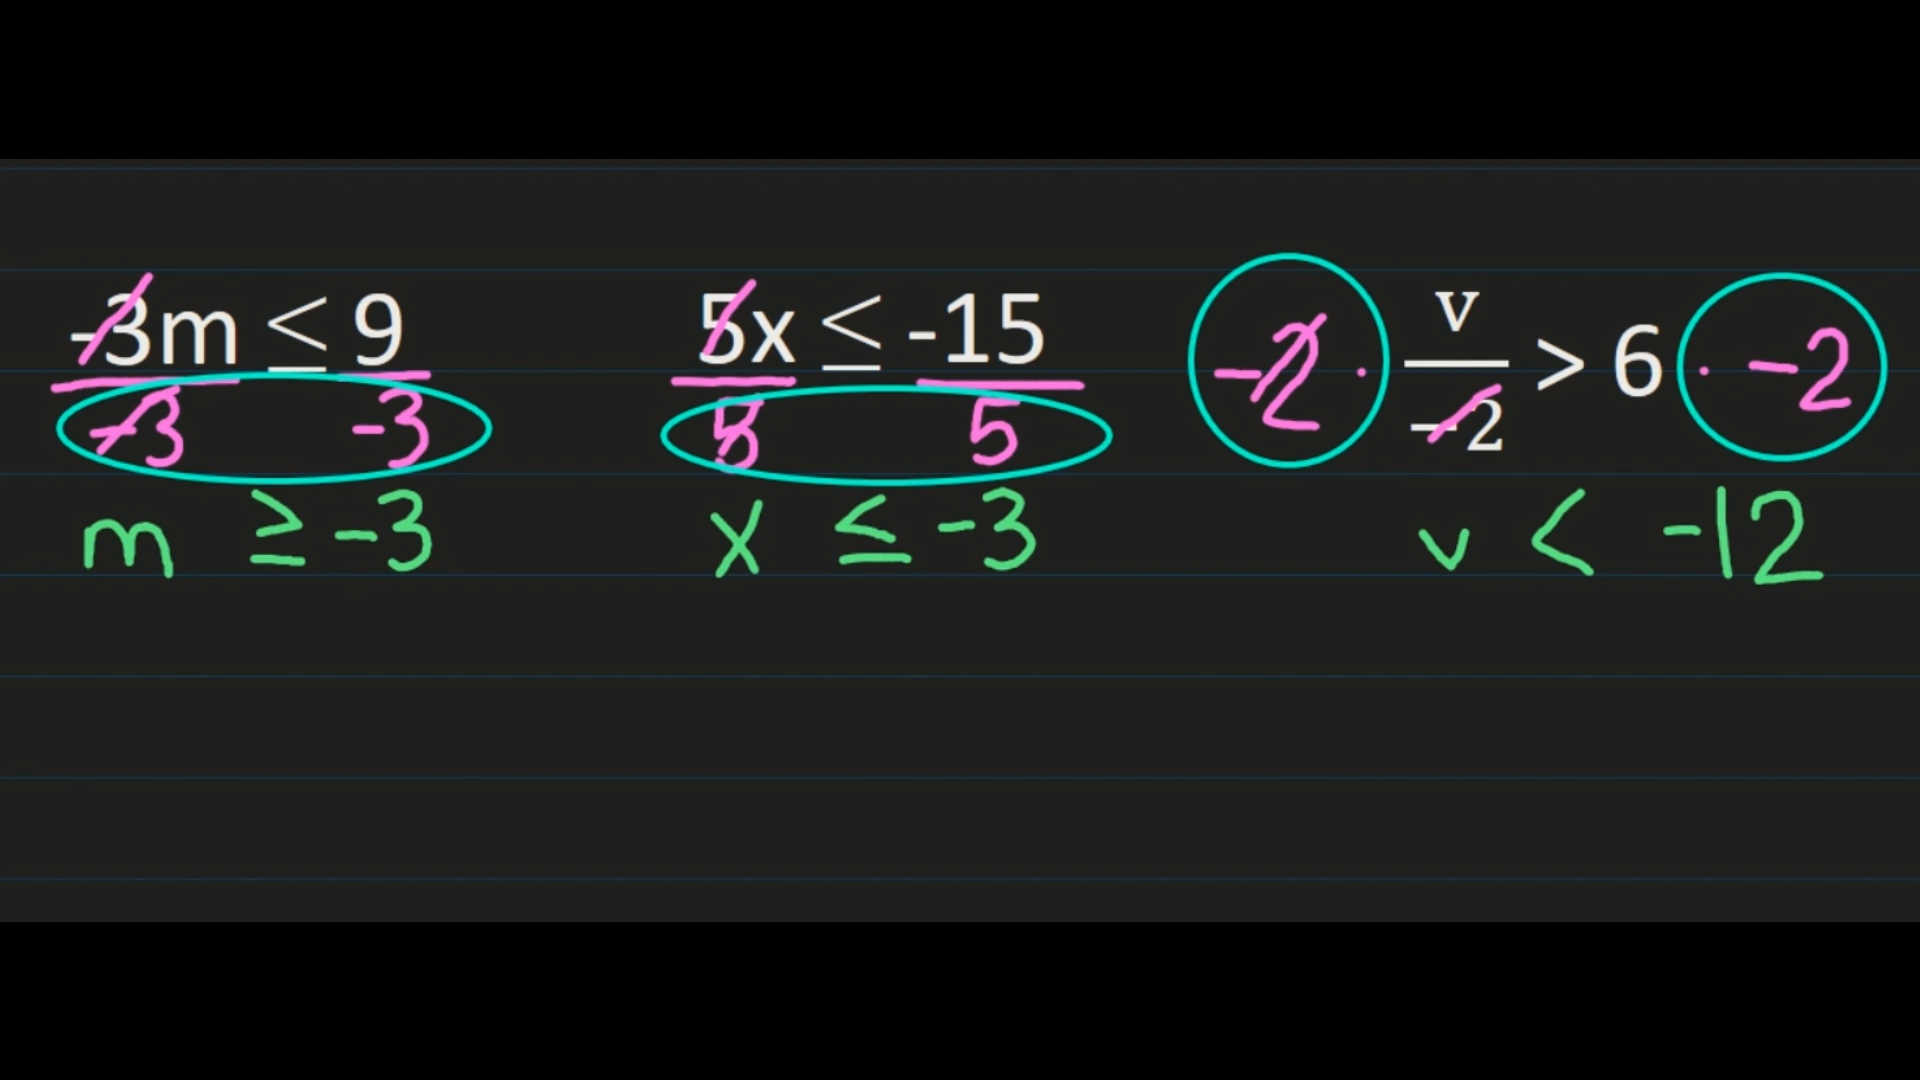 -3m ≤ 9
-3 -3
m ≥ -3
5x ≤ -15
5 5
x ≤ -3
-2 · v/-2 > 6 · -2
v < -12